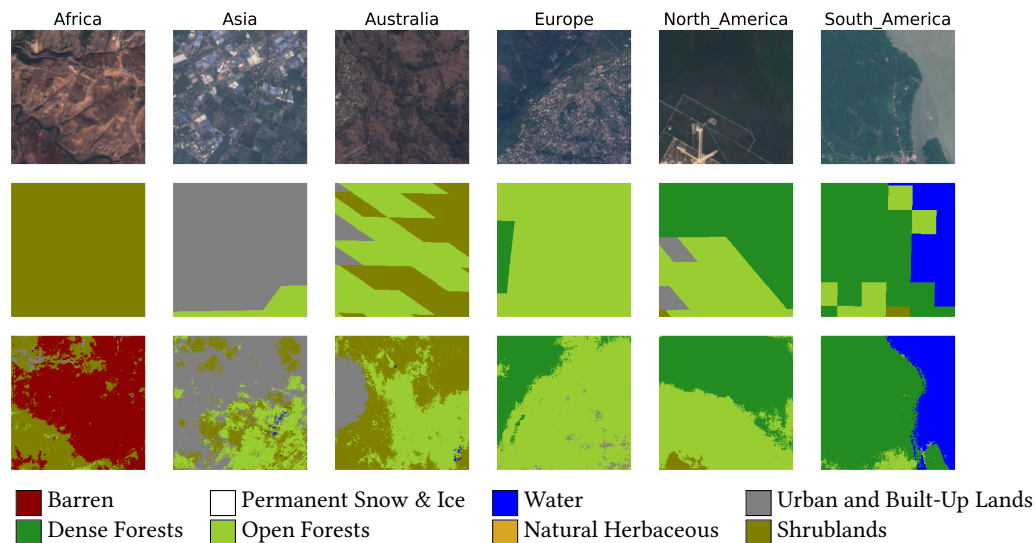 Africa Asia Australia Europe North_America South_America
Barren Permanent Snow & Ice Water Urban and Built-Up Lands
Dense Forests Open Forests Natural Herbaceous Shrublands